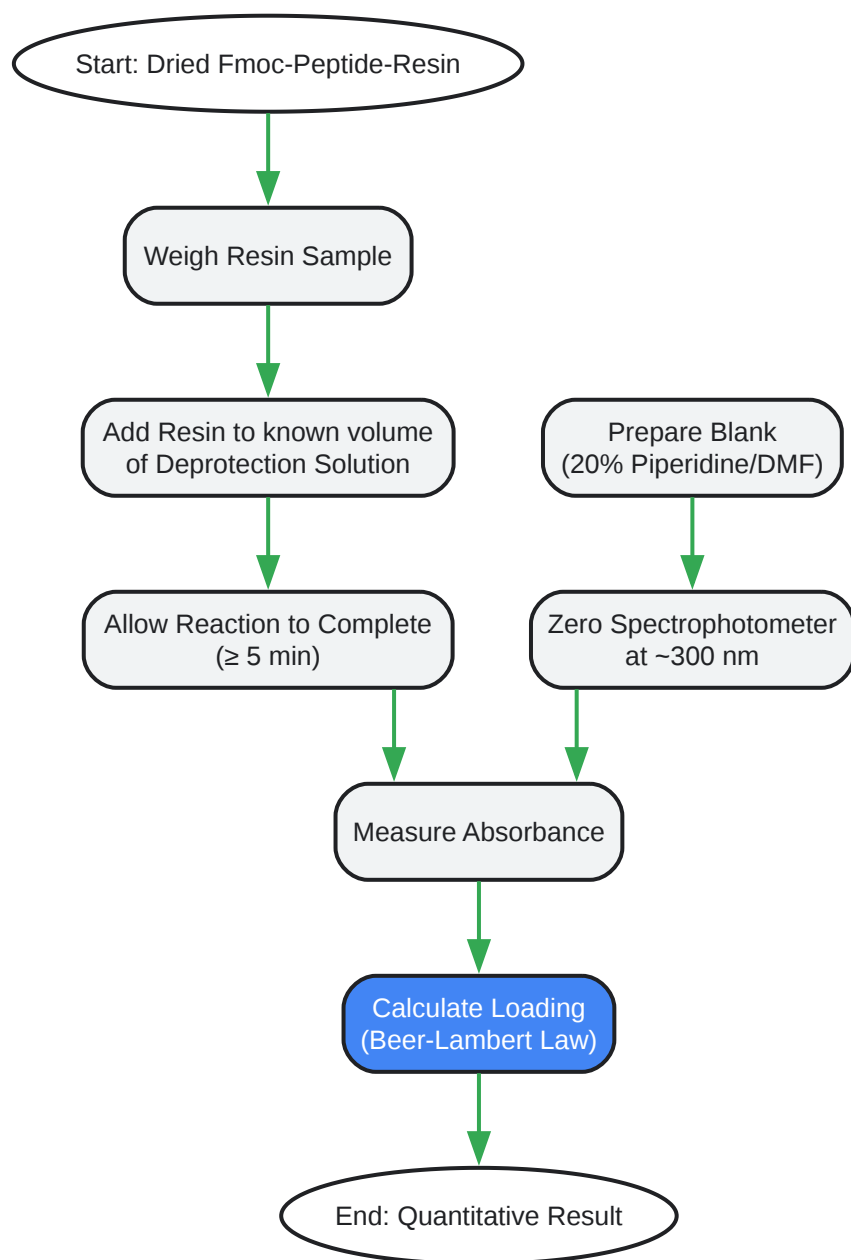 Start: Dried Fmoc-Peptide-Resin
Weigh Resin Sample
Add Resin to known volume
of Deprotection Solution
Prepare Blank
(20% Piperidine/DMF)
Allow Reaction to Complete
(≥ 5 min)
Zero Spectrophotometer
at ~300 nm
Measure Absorbance
Calculate Loading
(Beer-Lambert Law)
End: Quantitative Result